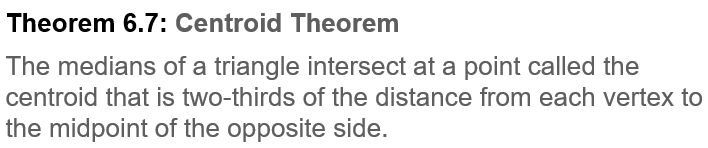 Theorem 6.7: Centroid Theorem
The medians of a triangle intersect at a point called the
centroid that is two-thirds of the distance from each vertex to
the midpoint of the opposite side.